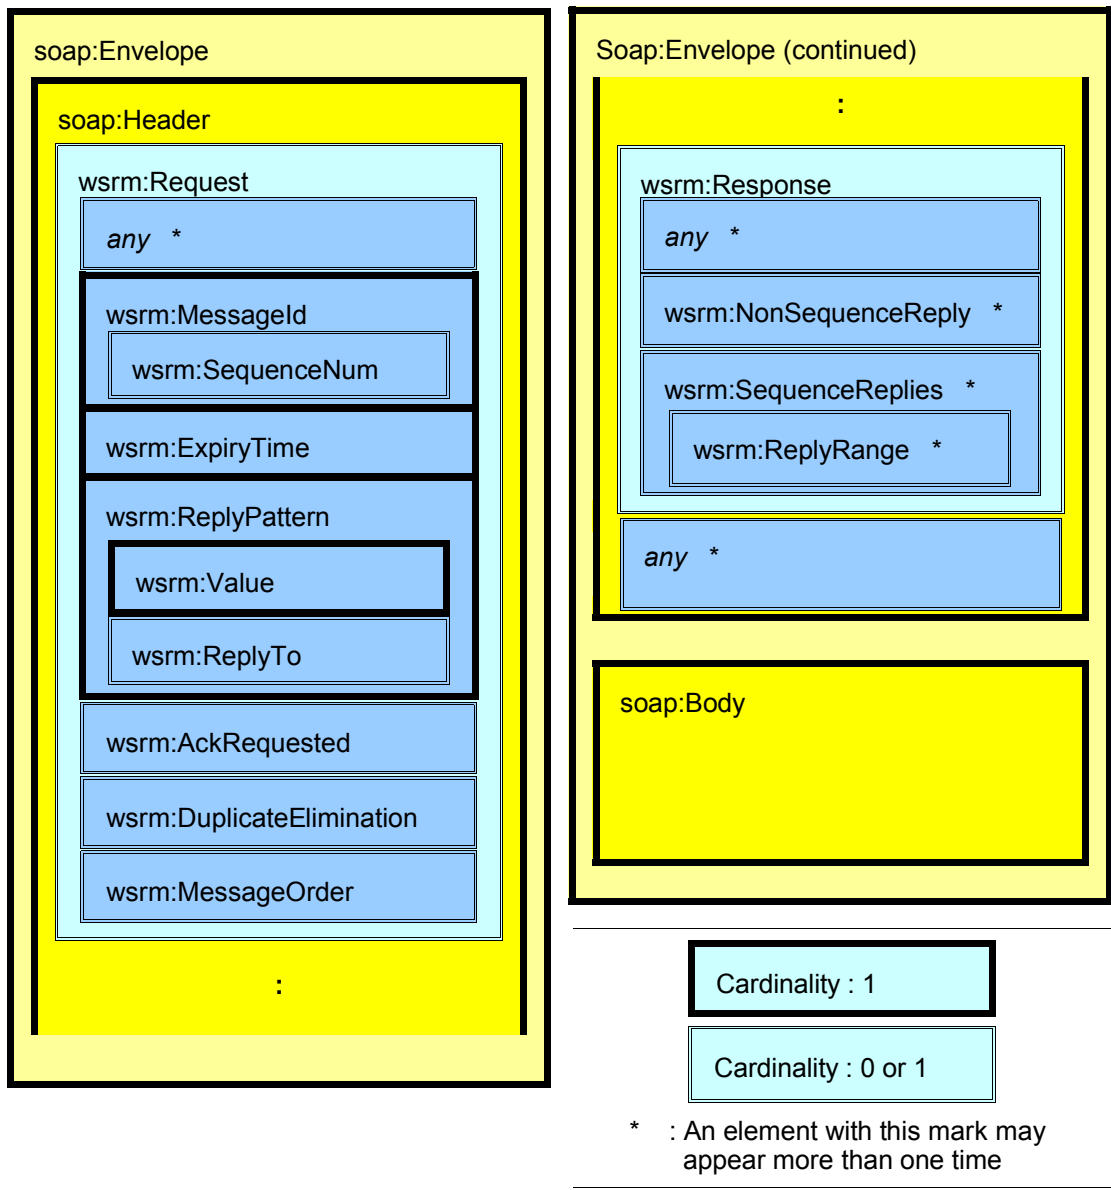 soap:Envelope
soap:Header
wsrm:Request
any *
wsrm:MessageId
wsrm:SequenceNum
wsrm:ExpiryTime
wsrm:ReplyPattern
wsrm:Value
wsrm:ReplyTo
wsrm:AckRequested
wsrm:DuplicateElimination
wsrm:MessageOrder
:
Soap:Envelope (continued)
:
wsrm:Response
any *
wsrm:NonSequenceReply *
wsrm:SequenceReplies *
wsrm:ReplyRange *
any *
soap:Body
Cardinality : 1
Cardinality : 0 or 1
* : An element with this mark may
appear more than one time